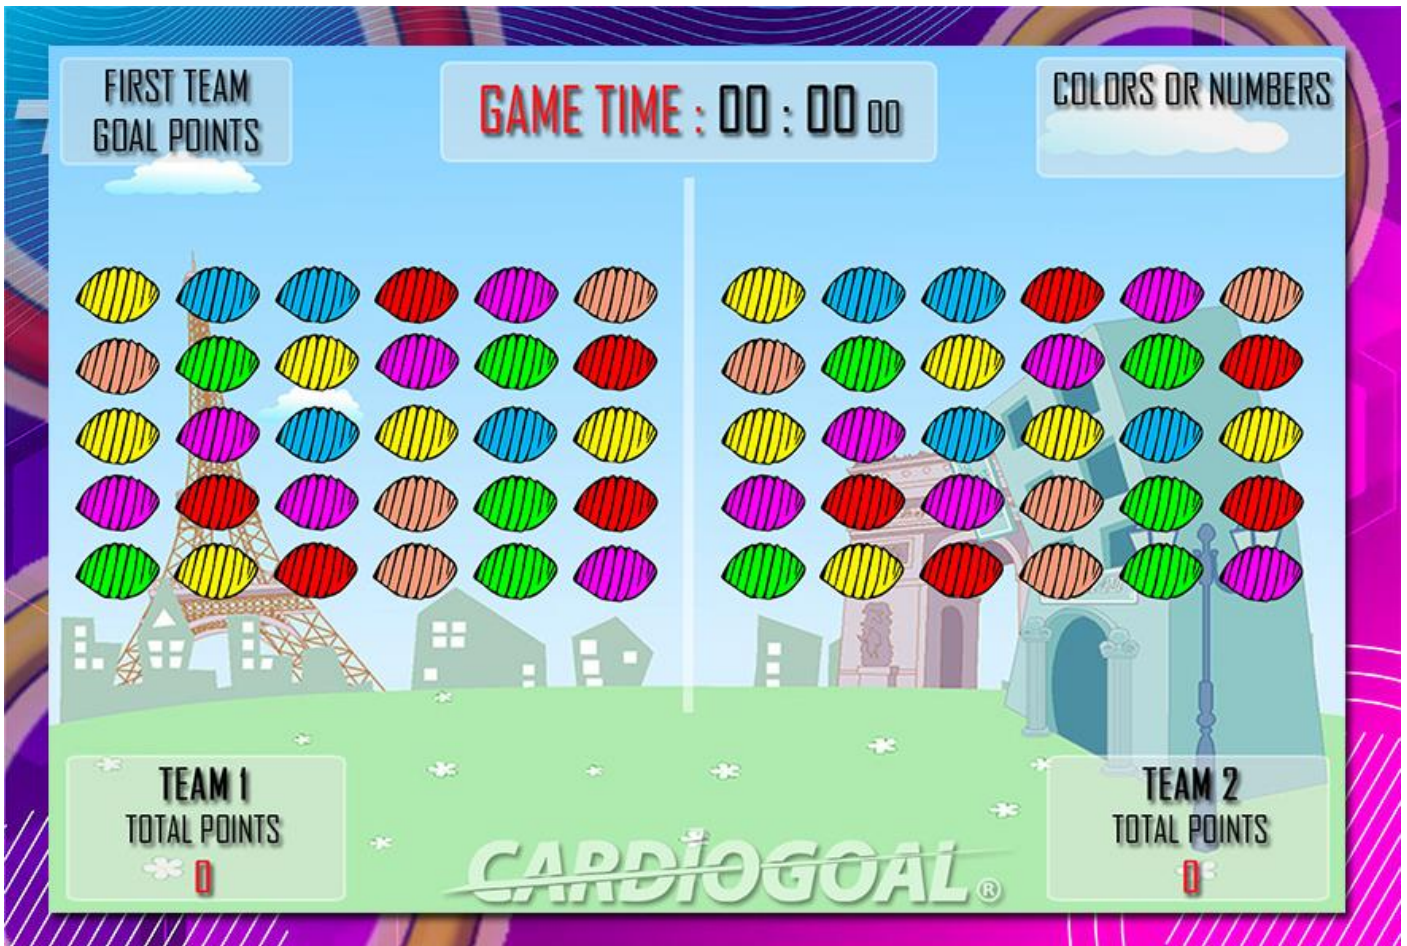 FIRST TEAM
GOAL POINTS
GAME TIME : 00 : 00 00
COLORS OR NUMBERS
TEAM 1
TOTAL POINTS
0
TEAM 2
TOTAL POINTS
0
CARDIOGOAL®